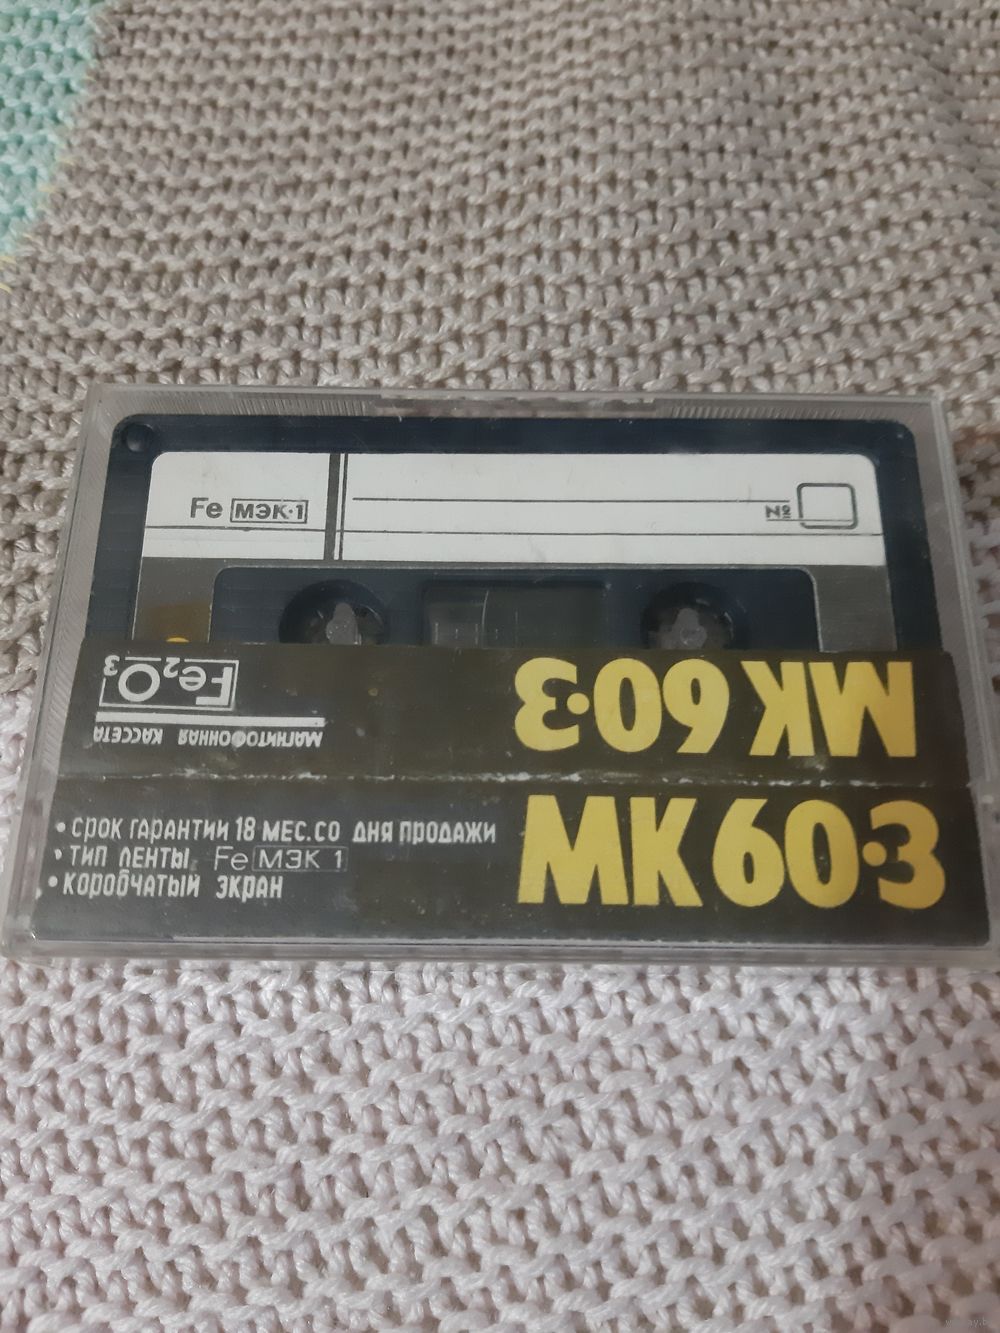 Fe МЭК·1
№
МК 60·3
МАГНИТОФОННАЯ КАССЕТА
Fe2O3
МК 60·3
• СРОК ГАРАНТИИ 18 МЕС.СО ДНЯ ПРОДАЖИ
• ТИП ЛЕНТЫ Fe МЭК 1
• КОРОБЧАТЫЙ ЭКРАН